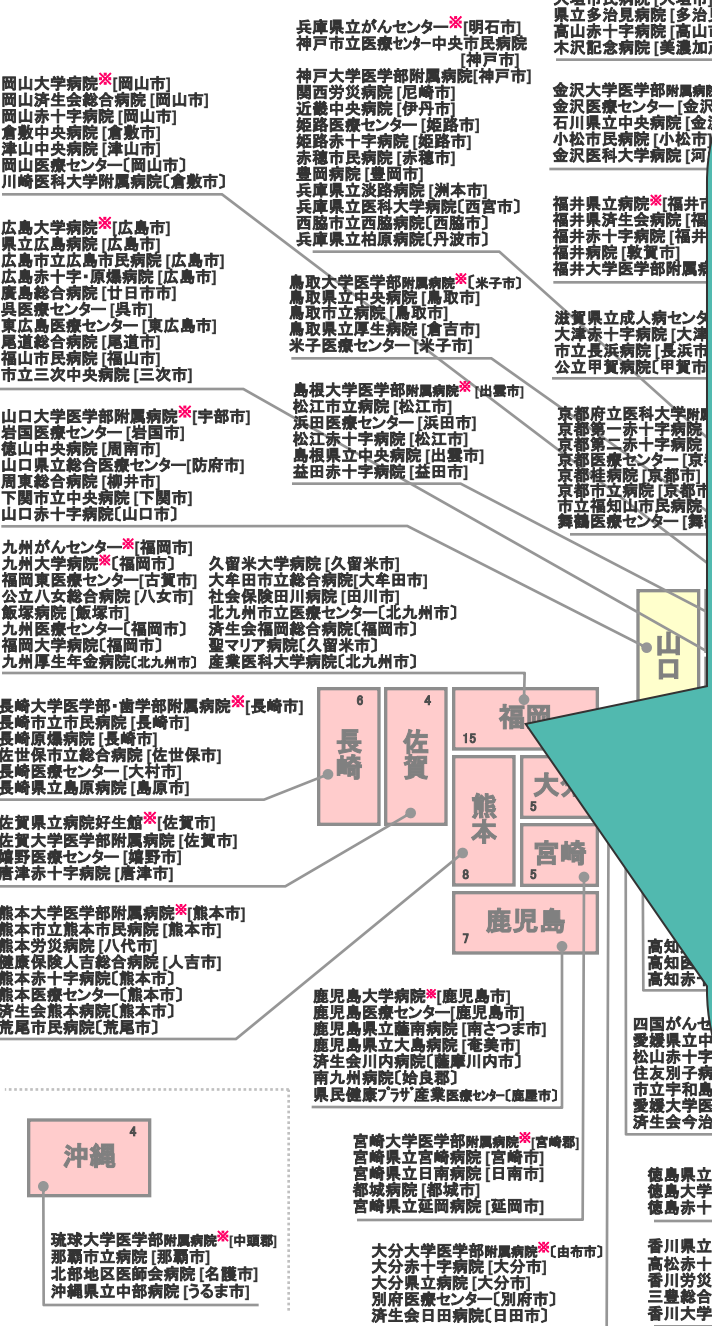 兵庫県立がんセンター※[明石市]
神戸市立医療センター中央市民病院
[神戸市]
神戸大学医学部附属病院[神戸市]
関西労災病院 [尼崎市]
近畿中央病院 [伊丹市]
姫路医療センター [姫路市]
姫路赤十字病院 [姫路市]
赤穂市民病院 [赤穂市]
豊岡病院 [豊岡市]
兵庫県立淡路病院 [洲本市]
兵庫県立医科大学病院〔西宮市〕
西脇市立西脇病院〔西脇市〕
兵庫県立柏原病院〔丹波市〕
県立多治見病院 [多治
高山赤十字病院 [高山市
木沢記念病院 [美濃加
金沢大学医学部附属病院
金沢医療センター [金沢
石川県立中央病院 [金
小松市民病院 [小松市]
金沢医科大学病院 [河
福井県立病院※[福井市
福井県済生会病院 [福
福井赤十字病院 [福井
福井病院 [敦賀市]
福井大学医学部附属病
滋賀県立成人病センタ
大津赤十字病院 [大津
市立長浜病院 [長浜市
公立甲賀病院〔甲賀市
京都府立医科大学附属
京都第一赤十字病院
京都第二赤十字病院
京都医療センター [京
京都桂病院 [京都市]
京都市立病院 [京都市
市立福知山市民病院
舞鶴医療センター [舞
岡山大学病院※[岡山市]
岡山済生会総合病院 [岡山市]
岡山赤十字病院 [岡山市]
倉敷中央病院 [倉敷市]
津山中央病院 [津山市]
岡山医療センター〔岡山市〕
川崎医科大学附属病院〔倉敷市〕
広島大学病院※[広島市]
県立広島病院 [広島市]
広島市立広島市民病院 [広島市]
広島赤十字・原爆病院 [広島市]
廣島総合病院 [廿日市市]
呉医療センター [呉市]
東広島医療センター [東広島市]
尾道総合病院 [尾道市]
福山市民病院 [福山市]
市立三次中央病院 [三次市]
鳥取大学医学部附属病院※〔米子市〕
鳥取県立中央病院 [鳥取市]
鳥取市立病院 [鳥取市]
鳥取県立厚生病院 [倉吉市]
米子医療センター [米子市]
島根大学医学部附属病院※ [出雲市]
松江市立病院 [松江市]
浜田医療センター [浜田市]
松江赤十字病院 [松江市]
島根県立中央病院 [出雲市]
益田赤十字病院 [益田市]
山口大学医学部附属病院※[宇部市]
岩国医療センター [岩国市]
徳山中央病院 [周南市]
山口県立総合医療センター[防府市]
周東総合病院 [柳井市]
下関市立中央病院 [下関市]
山口赤十字病院〔山口市〕
九州がんセンター※[福岡市]
九州大学病院※〔福岡市〕
福岡東医療センター[古賀市]
公立八女総合病院 [八女市]
飯塚病院 [飯塚市]
九州医療センター〔福岡市〕
福岡大学病院〔福岡市〕
九州厚生年金病院〔北九州市〕
久留米大学病院 [久留米市]
大牟田市立総合病院[大牟田市]
社会保険田川病院 [田川市]
北九州市立医療センター〔北九州市〕
済生会福岡総合病院〔福岡市〕
聖マリア病院〔久留米市〕
産業医科大学病院〔北九州市〕
山口
長崎大学医学部・歯学部附属病院※[長崎市]
長崎市立市民病院 [長崎市]
長崎原爆病院 [長崎市]
佐世保市立総合病院 [佐世保市]
長崎医療センター [大村市]
長崎県立島原病院 [島原市]
佐賀県立病院好生館※[佐賀市]
佐賀大学医学部附属病院 [佐賀市]
嬉野医療センター [嬉野市]
唐津赤十字病院 [唐津市]
熊本大学医学部附属病院※[熊本市]
熊本市立熊本市民病院 [熊本市]
熊本労災病院 [八代市]
健康保険人吉総合病院 [人吉市]
熊本赤十字病院〔熊本市〕
熊本医療センター〔熊本市〕
済生会熊本病院〔熊本市〕
荒尾市民病院〔荒尾市〕
6
長崎
4
佐賀
福岡
15
熊本
8
大分
5
宮崎
5
鹿児島
7
鹿児島大学病院※[鹿児島市]
鹿児島医療センター[鹿児島市]
鹿児島県立薩南病院 [南さつま市]
鹿児島県立大島病院 [奄美市]
済生会川内病院〔薩摩川内市〕
南九州病院〔姶良郡〕
県民健康プラザ産業医療センター〔鹿屋市〕
宮崎大学医学部附属病院※[宮崎郡]
宮崎県立宮崎病院 [宮崎市]
宮崎県立日南病院 [日南市]
都城病院 [都城市]
宮崎県立延岡病院 [延岡市]
大分大学医学部附属病院※〔由布市〕
大分赤十字病院 [大分市]
大分県立病院 [大分市]
別府医療センター〔別府市〕
済生会日田病院〔日田市〕
4
沖縄
琉球大学医学部附属病院※[中頭郡]
那覇市立病院 [那覇市]
北部地区医師会病院 [名護市]
沖縄県立中部病院 [うるま市]
高知
高知医
高知赤十
四国がんセ
愛媛県立中
松山赤十字
住友別子病
市立宇和島
愛媛大学医
済生会今治
徳島県立
徳島大学
徳島赤十
香川県立
高松赤十
香川労災
三豊総合
香川大学